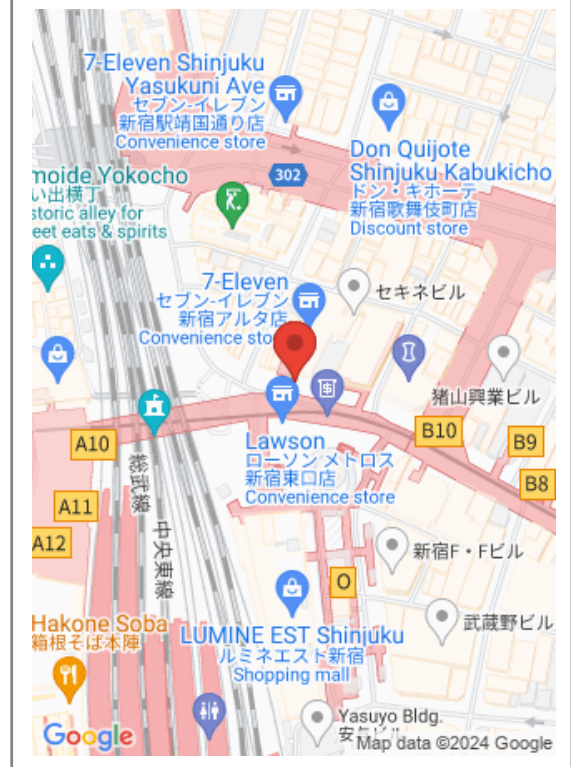 7-Eleven Shinjuku
Yasukuni Ave
セブン-イレブン
新宿駅靖国通り店
Convenience store
Don Quijote
Shinjuku Kabukicho
ドン・キホーテ
新宿歌舞伎町店
Discount store
302
moide Yokocho
い出横丁
storic alley for
eet eats & spirits
7-Eleven
セブン-イレブン
新宿アルタ店
Convenience sto
セキネビル
猪山興業ビル
Lawson
ローソン メトロス
新宿東口店
Convenience store
A10
B10
B9
B8
A11
A12
総武線
中央東線
新宿F・Fビル
O
武蔵野ビル
LUMINE EST Shinjuku
ルミネエスト新宿
Shopping mall
Hakone Soba
箱根そば本陣
Yasuyo Bldg.
Google
Map data ©2024 Google